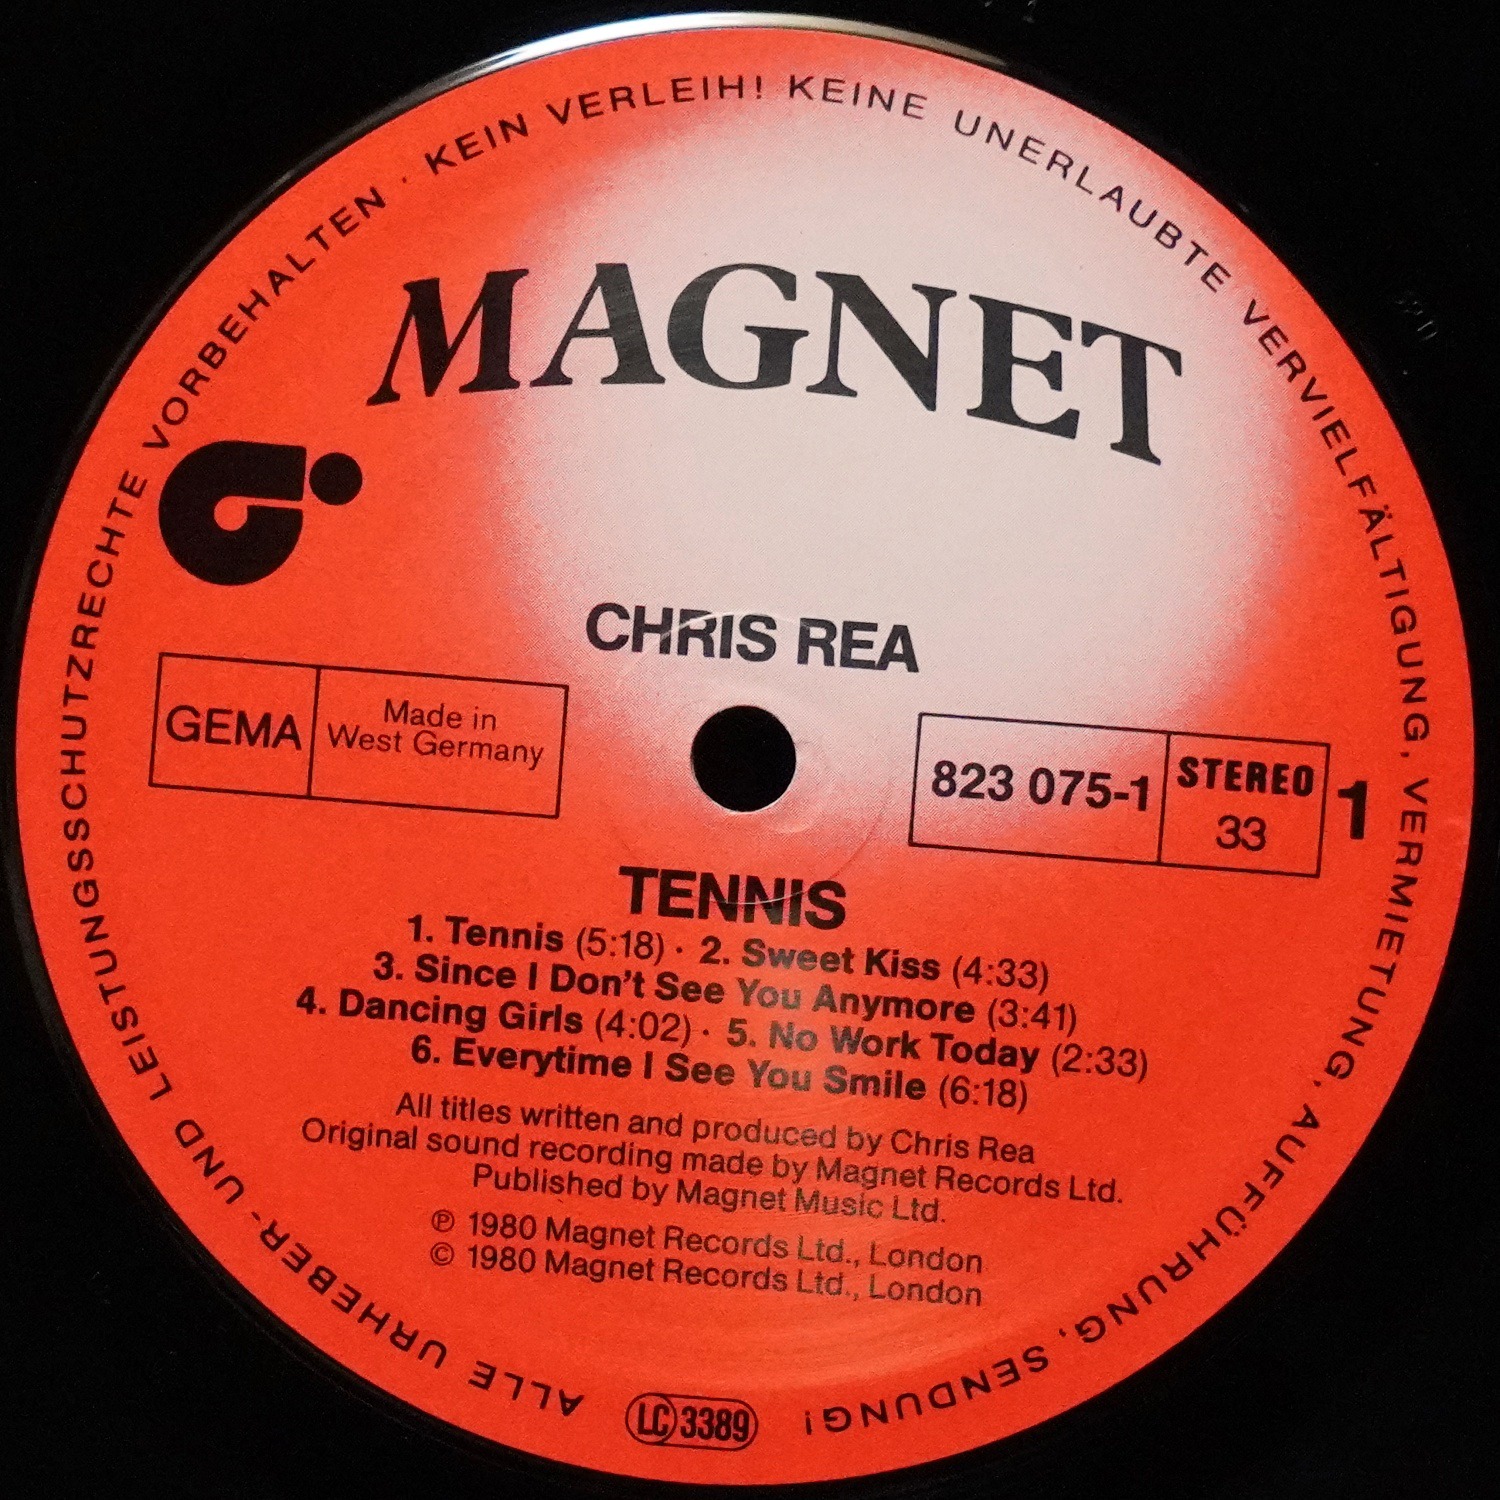 ALLE URHEBER- UND LEISTUNGSSCHUTZRECHTE VORBEHALTEN · KEIN VERLEIH! KEINE UNERLAUBTE VERVIELFÄLTIGUNG, VERMIETUNG, AUFFÜHRUNG, SENDUNG!
MAGNET
CHRIS REA
GEMA
Made in
West Germany
823 075-1
STEREO
33
1
TENNIS
1. Tennis (5:18) · 2. Sweet Kiss (4:33)
3. Since I Don't See You Anymore (3:41)
4. Dancing Girls (4:02) · 5. No Work Today (2:33)
6. Everytime I See You Smile (6:18)
All titles written and produced by Chris Rea
Original sound recording made by Magnet Records Ltd.
Published by Magnet Music Ltd.
℗ 1980 Magnet Records Ltd., London
© 1980 Magnet Records Ltd., London
LC 3389